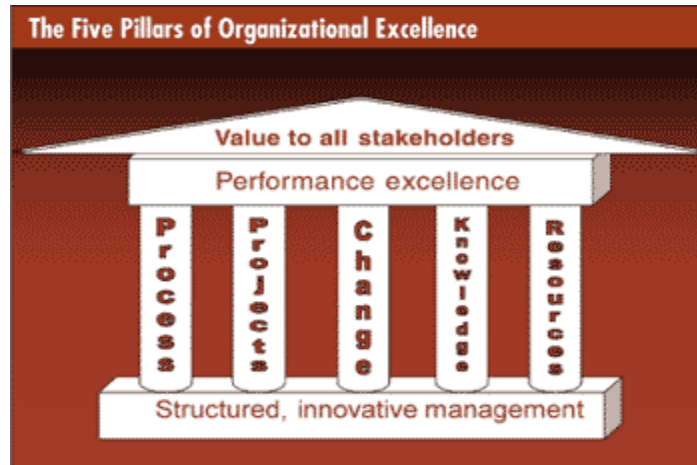 The Five Pillars of Organizational Excellence
Value to all stakeholders
Performance excellence
Process
Projects
Change
Knowledge
Resources
Structured, innovative management